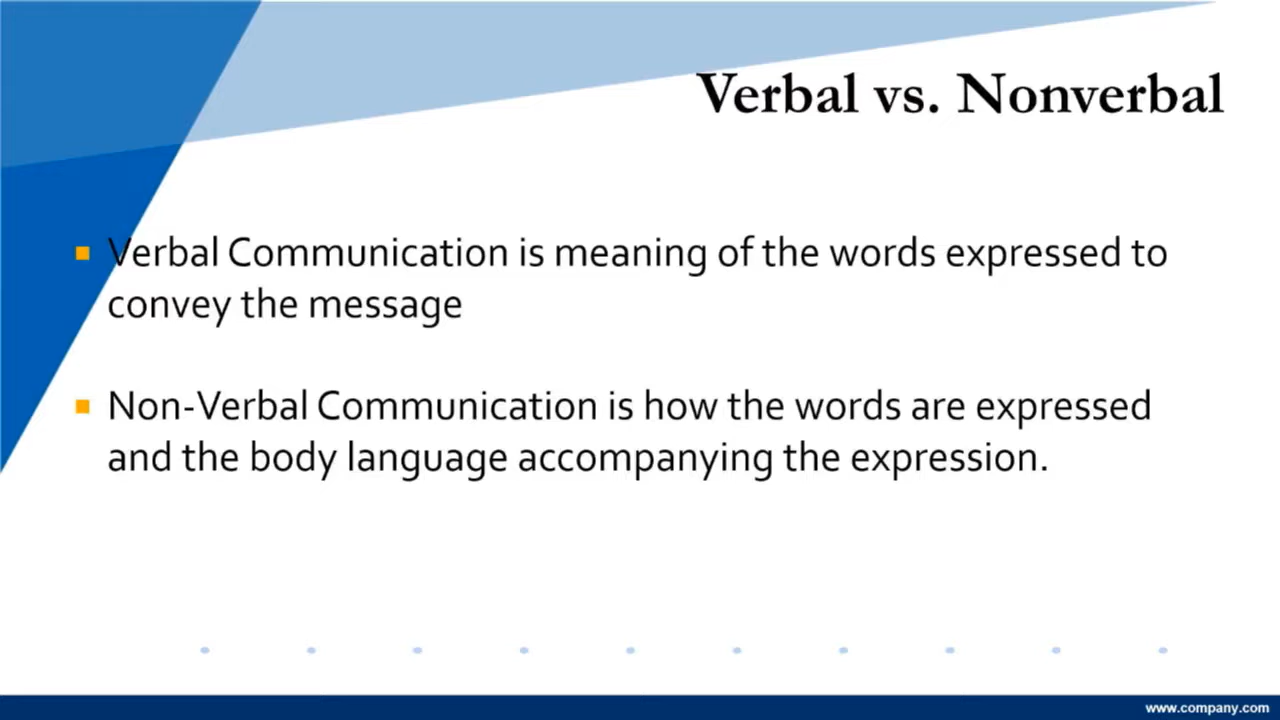 Verbal vs. Nonverbal
Verbal Communication is meaning of the words expressed to
convey the message
Non-Verbal Communication is how the words are expressed
and the body language accompanying the expression.
www.company.com